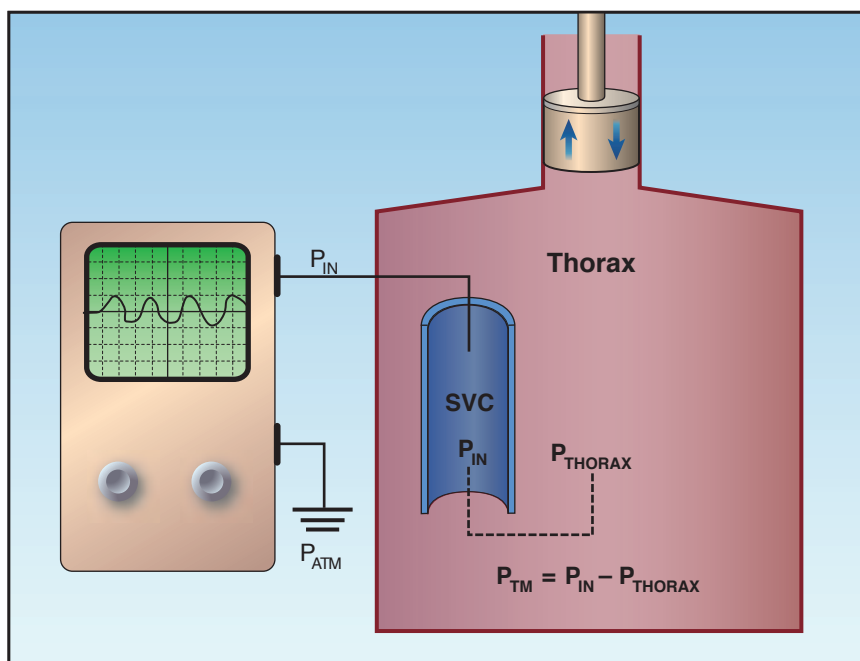 Thorax
P_IN
SVC
P_IN
P_THORAX
P_ATM
P_TM = P_IN – P_THORAX